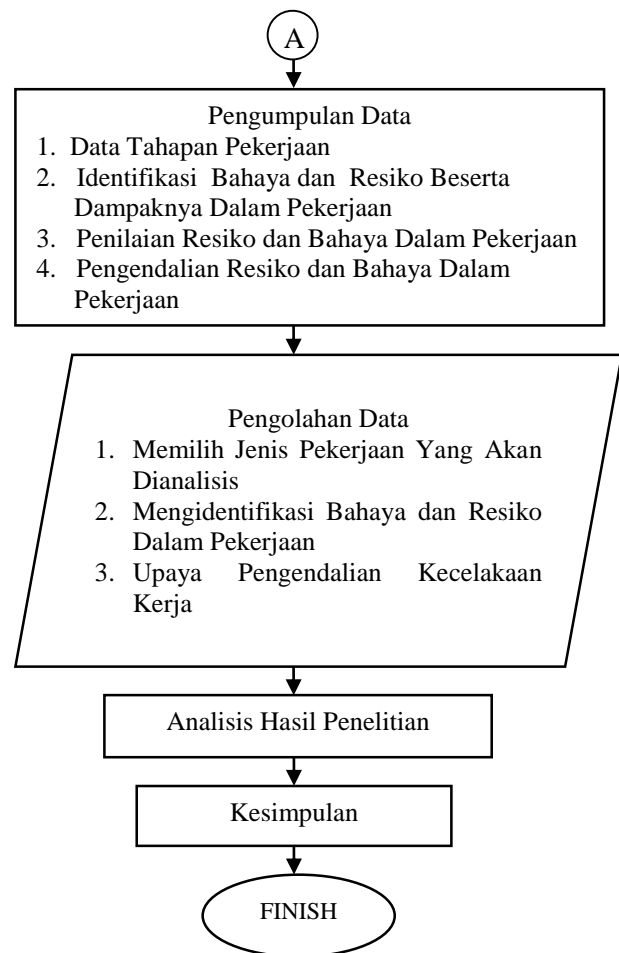 A
Pengumpulan Data
1. Data Tahapan Pekerjaan
2. Identifikasi Bahaya dan Resiko Beserta
Dampaknya Dalam Pekerjaan
3. Penilaian Resiko dan Bahaya Dalam Pekerjaan
4. Pengendalian Resiko dan Bahaya Dalam
Pekerjaan
Pengolahan Data
1. Memilih Jenis Pekerjaan Yang Akan
Dianalisis
2. Mengidentifikasi Bahaya dan Resiko
Dalam Pekerjaan
3. Upaya Pengendalian Kecelakaan
Kerja
Analisis Hasil Penelitian
Kesimpulan
FINISH